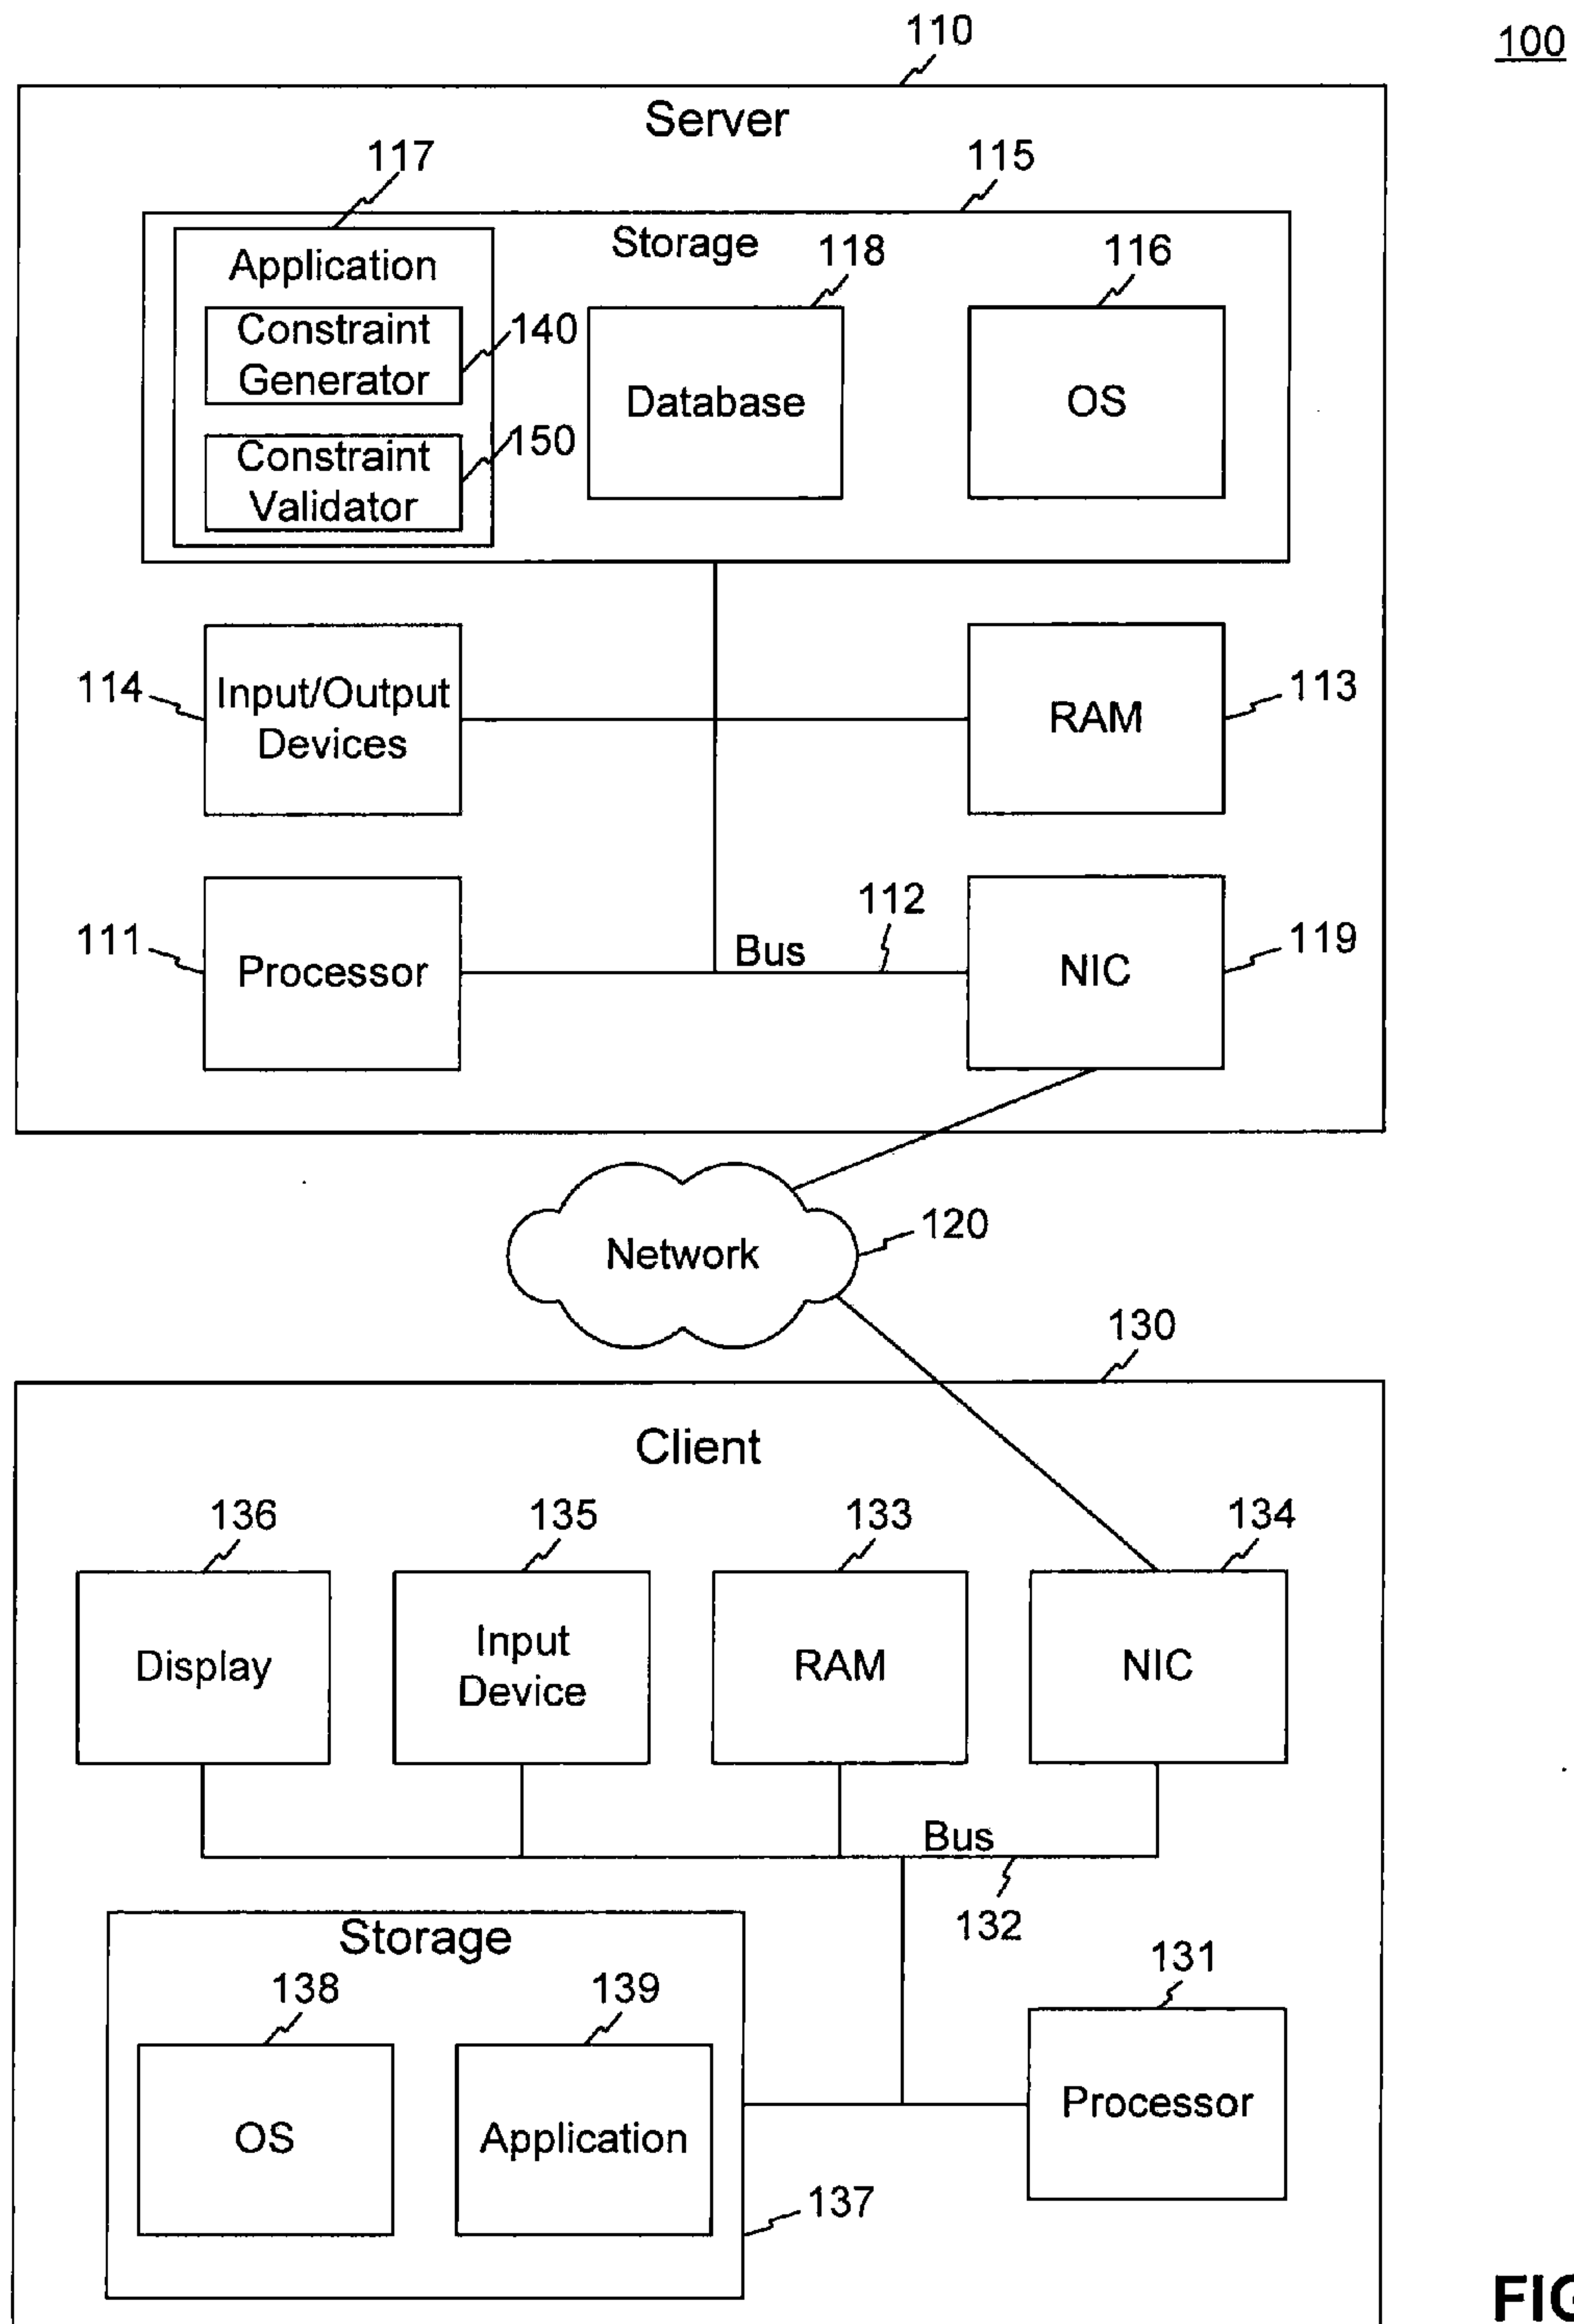 110
100
Server
117
115
Application
Storage
118
116
Constraint
Generator
140
Database
OS
Constraint
Validator
150
114
Input/Output
Devices
RAM
113
111
Processor
Bus
112
NIC
119
Network
120
130
Client
136
135
133
134
Display
Input
Device
RAM
NIC
Bus
132
Storage
138
139
131
OS
Application
Processor
137
FIG